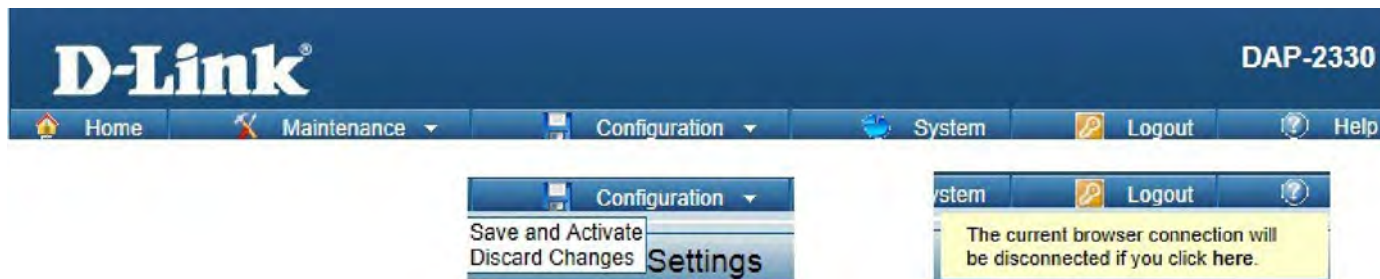 D-Link®
DAP-2330
Home Maintenance Configuration System Logout Help
Configuration
Save and Activate
Discard Changes
Settings
ystem Logout
The current browser connection will
be disconnected if you click here.